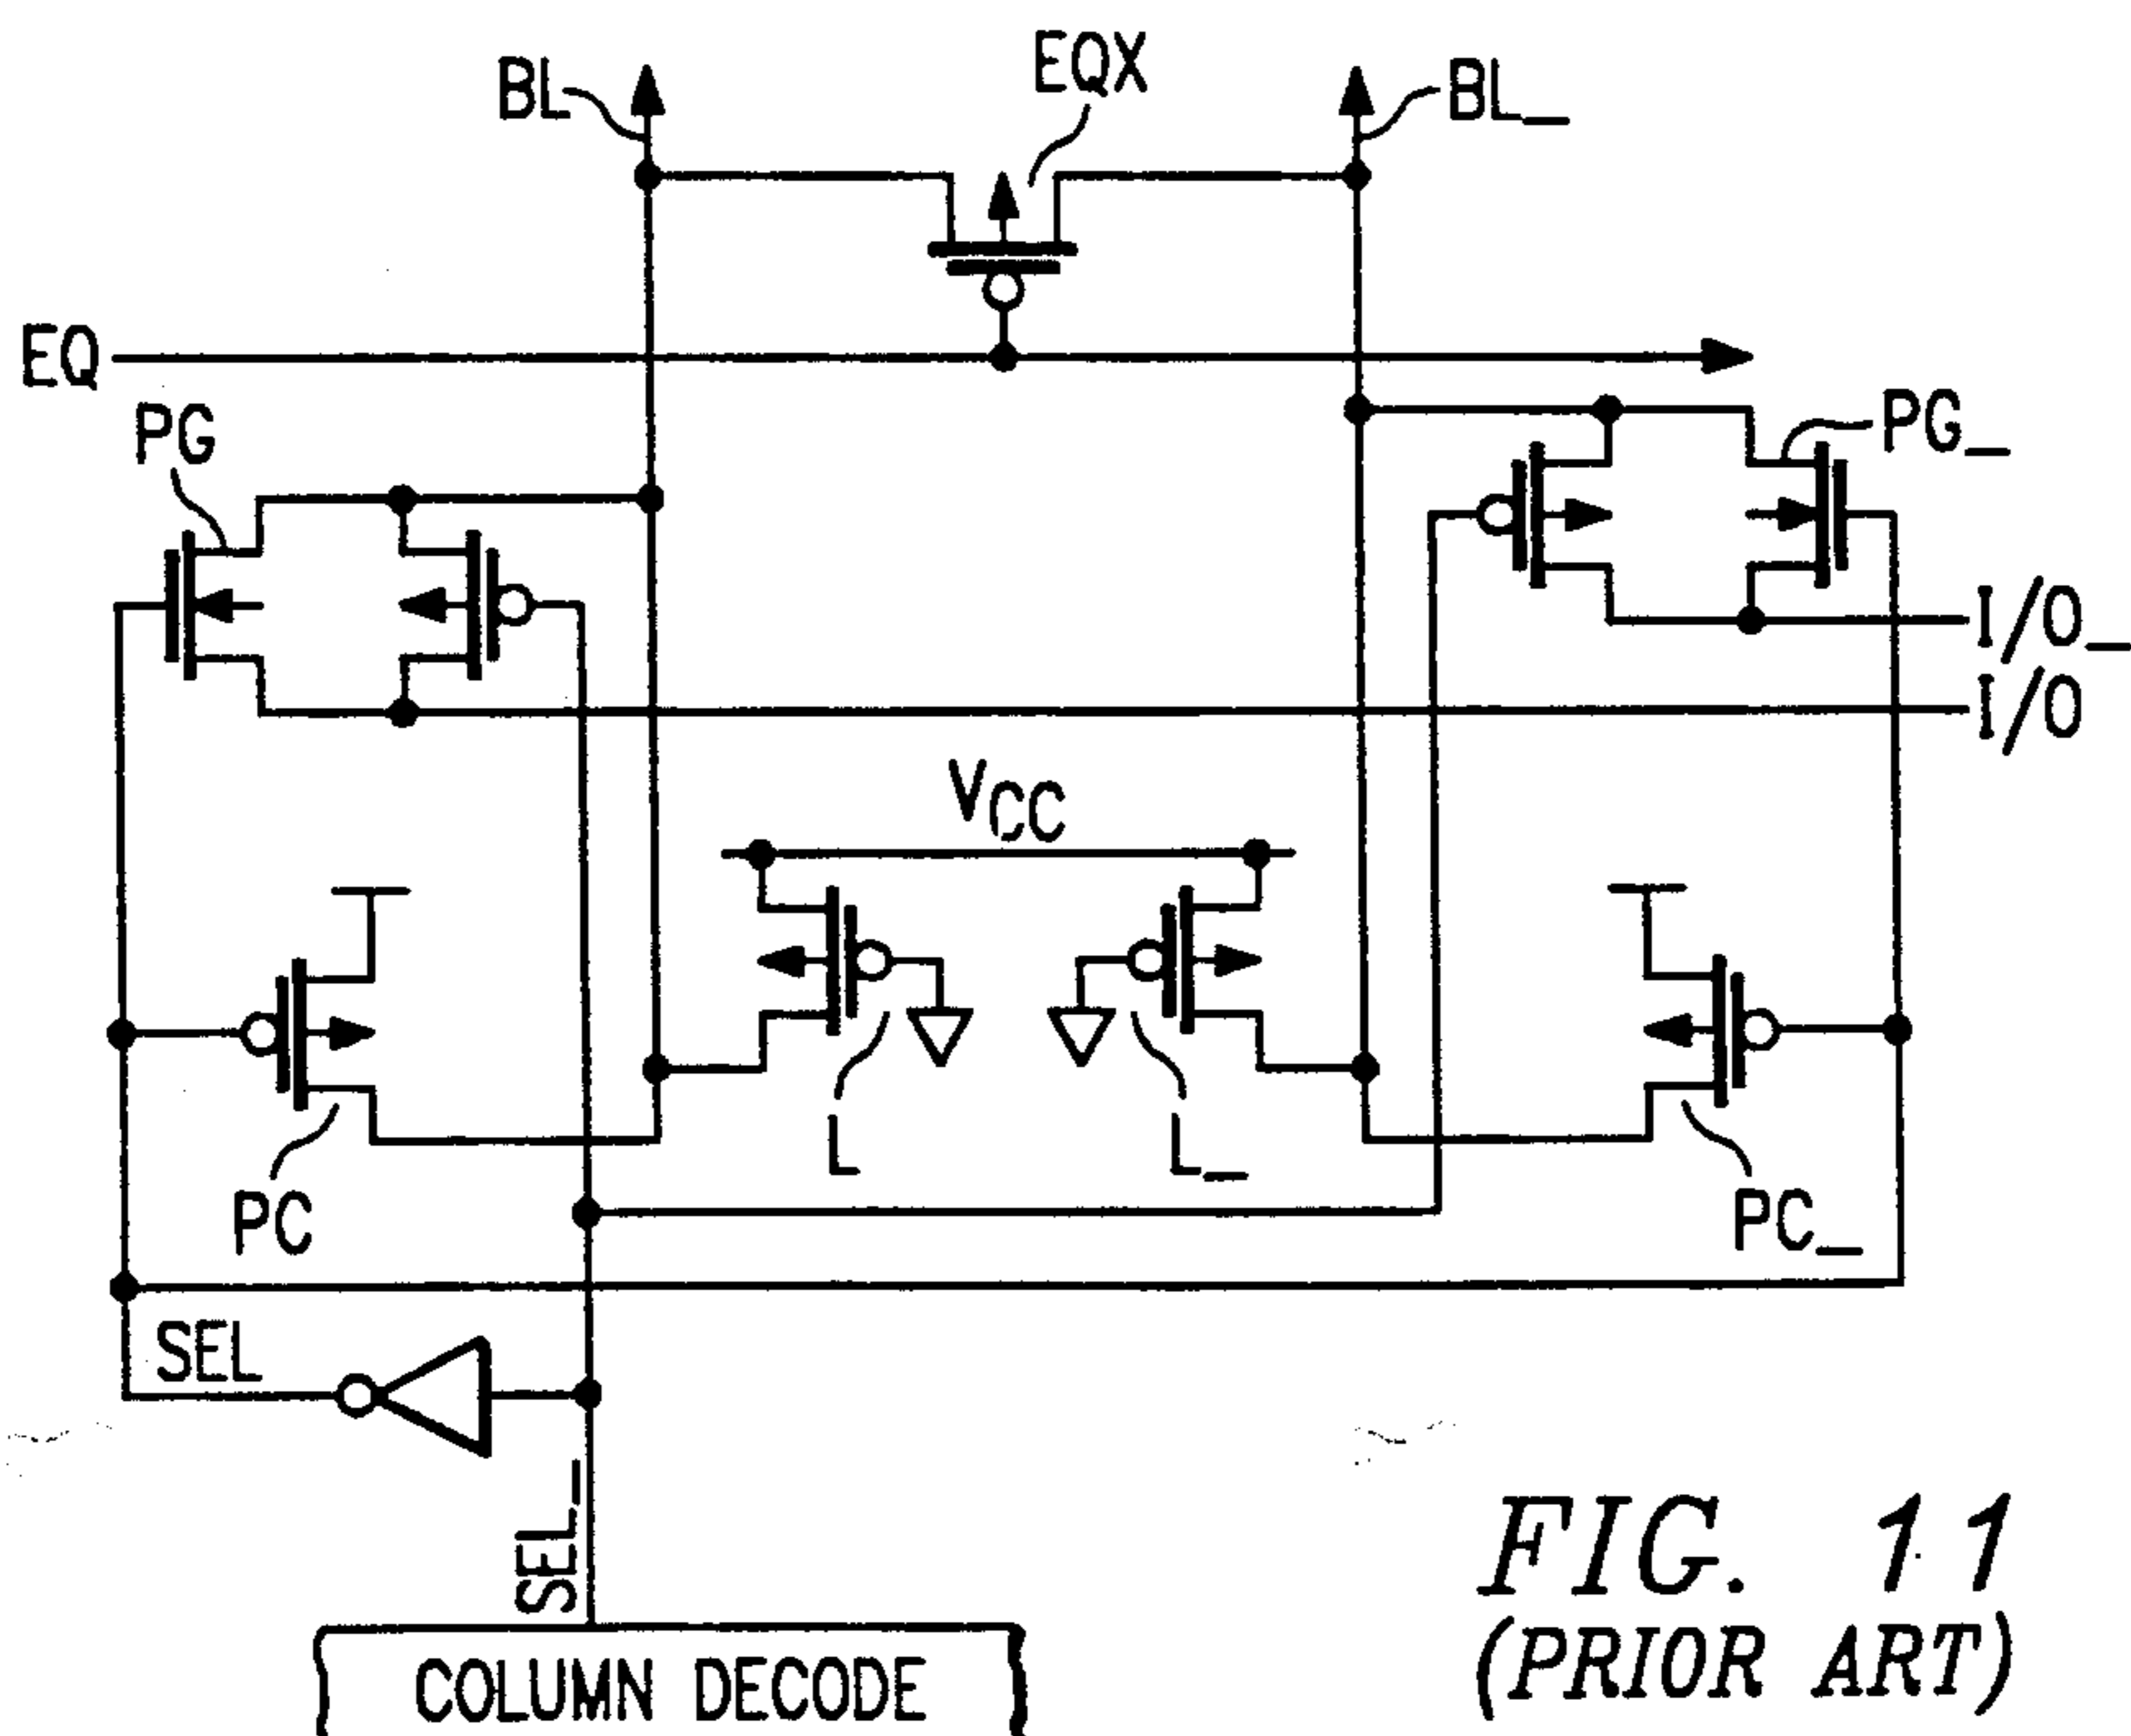 BL
EQX
BL_
EQ
PG
PG_
I/O_
I/O
VCC
L
L_
PC
PC_
SEL
SEL_
COLUMN DECODE
FIG. 11
(PRIOR ART)